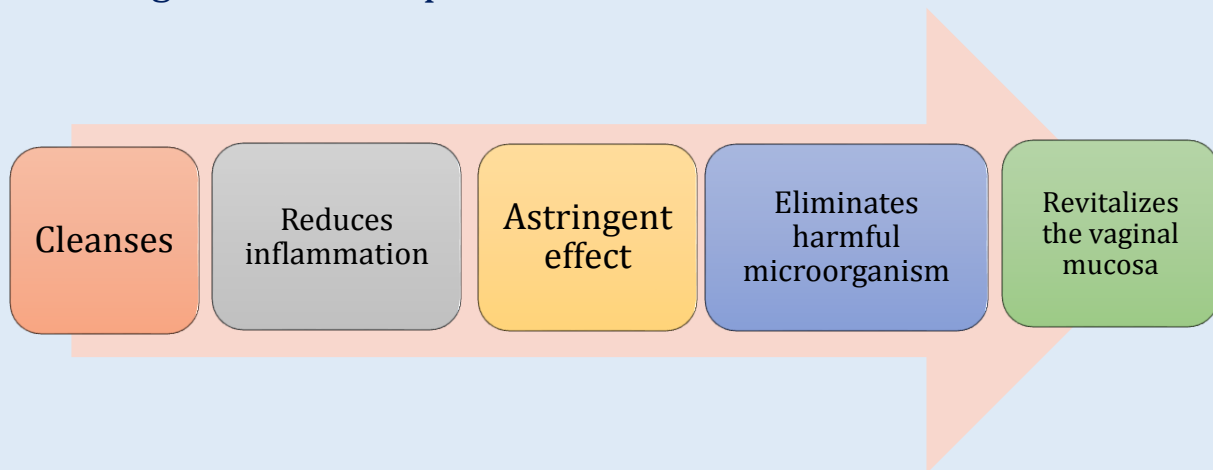 Cleanses
Reduces
inflammation
Astringent
effect
Eliminates
harmful
microorganism
Revitalizes
the vaginal
mucosa